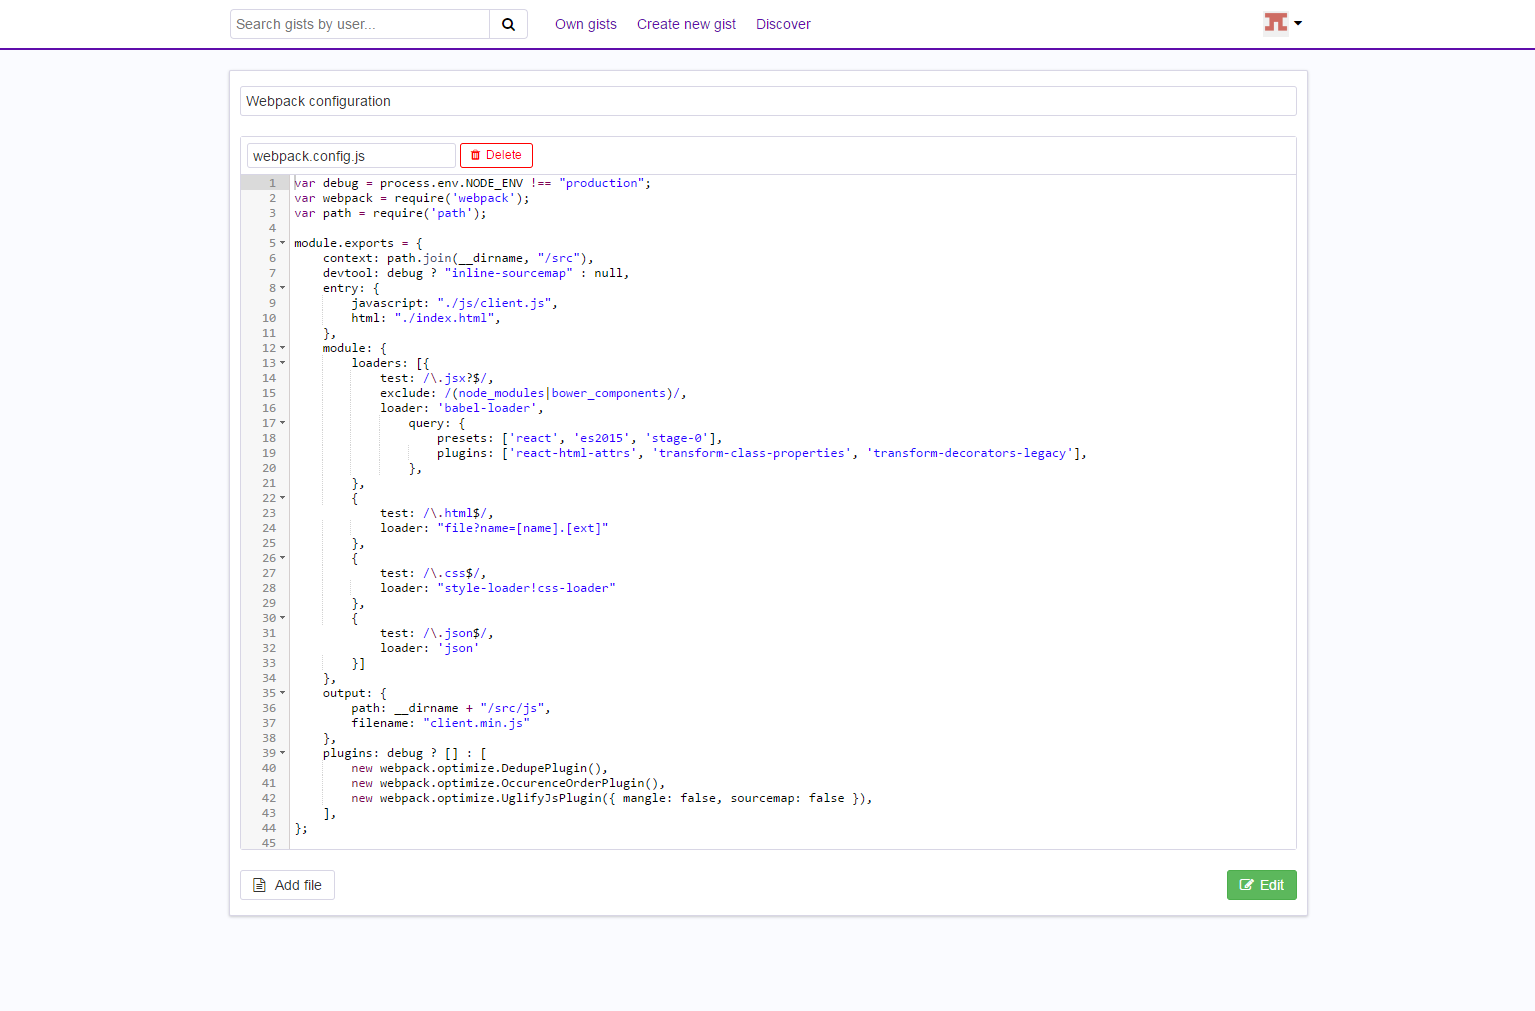 Search gists by user...
Own gists
Create new gist
Discover
Webpack configuration
webpack.config.js
Delete
1 var debug = process.env.NODE_ENV !== "production";
2 var webpack = require('webpack');
3 var path = require('path');
4
5 module.exports = {
6     context: path.join(__dirname, "/src"),
7     devtool: debug ? "inline-sourcemap" : null,
8     entry: {
9         javascript: "./js/client.js",
10         html: "./index.html",
11     },
12     module: {
13         loaders: [{
14             test: /\.jsx?$/,
15             exclude: /(node_modules|bower_components)/,
16             loader: 'babel-loader',
17                 query: {
18                     presets: ['react', 'es2015', 'stage-0'],
19                     plugins: ['react-html-attrs', 'transform-class-properties', 'transform-decorators-legacy'],
20                 },
21         },
22         {
23             test: /\.html$/,
24             loader: "file?name=[name].[ext]"
25         },
26         {
27             test: /\.css$/,
28             loader: "style-loader!css-loader"
29         },
30         {
31             test: /\.json$/,
32             loader: 'json'
33         }]
34     },
35     output: {
36         path: __dirname + "/src/js",
37         filename: "client.min.js"
38     },
39     plugins: debug ? [] : [
40         new webpack.optimize.DedupePlugin(),
41         new webpack.optimize.OccurenceOrderPlugin(),
42         new webpack.optimize.UglifyJsPlugin({ mangle: false, sourcemap: false }),
43     ],
44 };
45
Add file
Edit